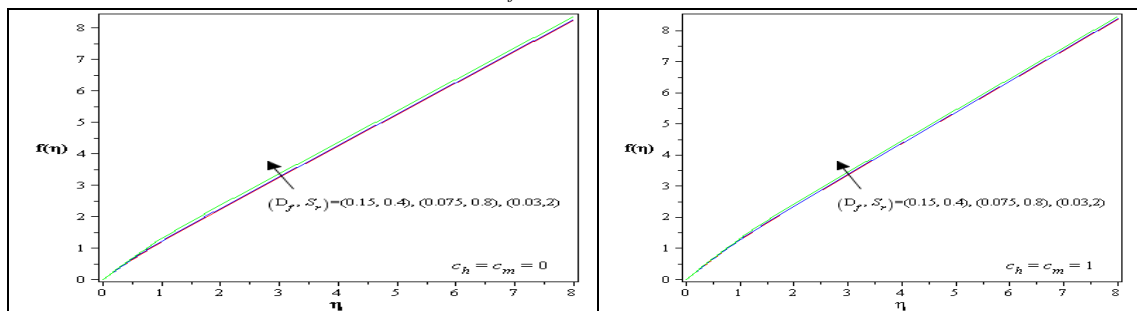 8
7
6
5
f(η)
4
3
2
1
0
(D_f, S_r)=(0.15, 0.4), (0.075, 0.8), (0.03,2)
c_h = c_m = 0
0 1 2 3 4 5 6 7 8
η
8
7
6
5
f(η)
4
3
2
1
0
(D_f, S_r)=(0.15, 0.4), (0.075, 0.8), (0.03,2)
c_h = c_m = 1
0 1 2 3 4 5 6 7 8
η